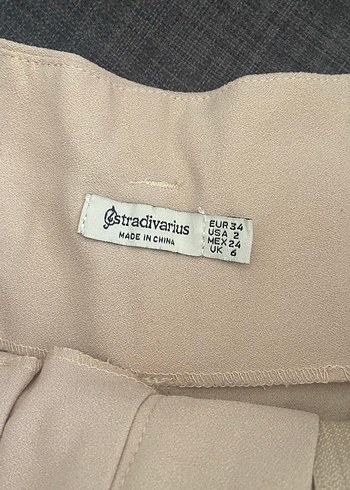 stradivarius
MADE IN CHINA
EUR 34
USA 2
MEX 24
UK 6